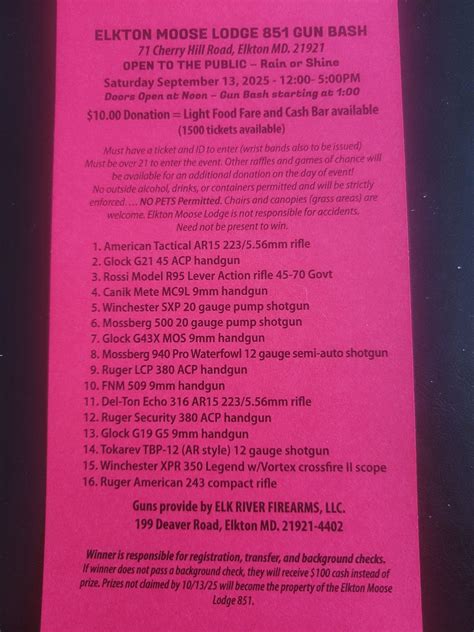 ELKTON MOOSE LODGE 851 GUN BASH
71 Cherry Hill Road, Elkton MD. 21921
OPEN TO THE PUBLIC – Rain or Shine
Saturday September 13, 2025 - 12:00- 5:00PM
Doors Open at Noon – Gun Bash starting at 1:00
$10.00 Donation = Light Food Fare and Cash Bar available
(1500 tickets available)
Must have a ticket and ID to enter (wrist bands also to be issued)
Must be over 21 to enter the event. Other raffles and games of chance will
be available for an additional donation on the day of event!
No outside alcohol, drinks, or containers permitted and will be strictly
enforced .... NO PETS Permitted. Chairs and canopies (grass areas) are
welcome. Elkton Moose Lodge is not responsible for accidents.
Need not be present to win.
1. American Tactical AR15 223/5.56mm rifle
2. Glock G21 45 ACP handgun
3. Rossi Model R95 Lever Action rifle 45-70 Govt
4. Canik Mete MC9L 9mm handgun
5. Winchester SXP 20 gauge pump shotgun
6. Mossberg 500 20 gauge pump shotgun
7. Glock G43X MOS 9mm handgun
8. Mossberg 940 Pro Waterfowl 12 gauge semi-auto shotgun
9. Ruger LCP 380 ACP handgun
10. FNM 509 9mm handgun
11. Del-Ton Echo 316 AR15 223/5.56mm rifle
12. Ruger Security 380 ACP handgun
13. Glock G19 G5 9mm handgun
14. Tokarev TBP-12 (AR style) 12 gauge shotgun
15. Winchester XPR 350 Legend w/Vortex crossfire II scope
16. Ruger American 243 compact rifle
Guns provide by ELK RIVER FIREARMS, LLC.
199 Deaver Road, Elkton MD. 21921-4402
Winner is responsible for registration, transfer, and background checks.
If winner does not pass a background check, they will receive $100 cash instead of
prize. Prizes not claimed by 10/13/25 will become the property of the Elkton Moose
Lodge 851.